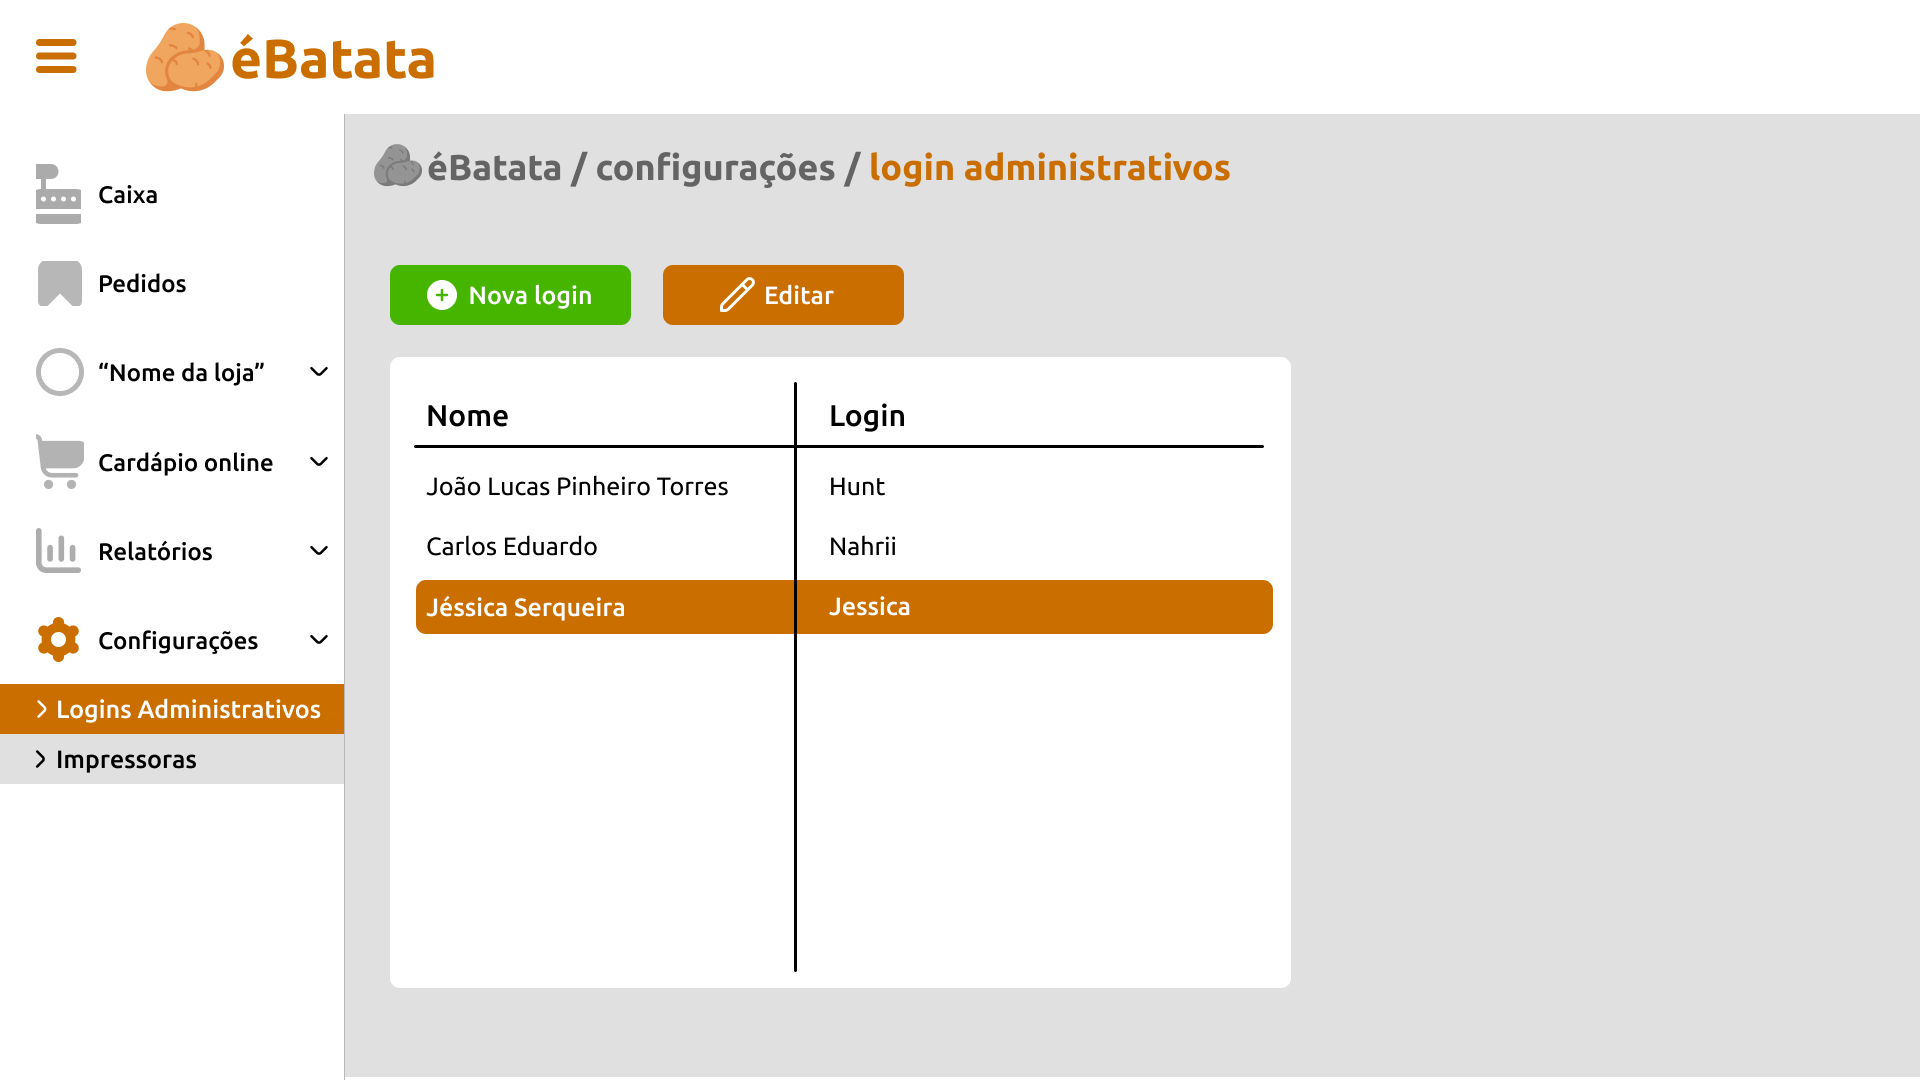 éBatata
Caixa
Pedidos
“Nome da loja”
Cardápio online
Relatórios
Configurações
Logins Administrativos
Impressoras
éBatata / configurações / login administrativos
Nova login
Editar
Nome Login
João Lucas Pinheiro Torres Hunt
Carlos Eduardo Nahrii
Jéssica Serqueira Jessica